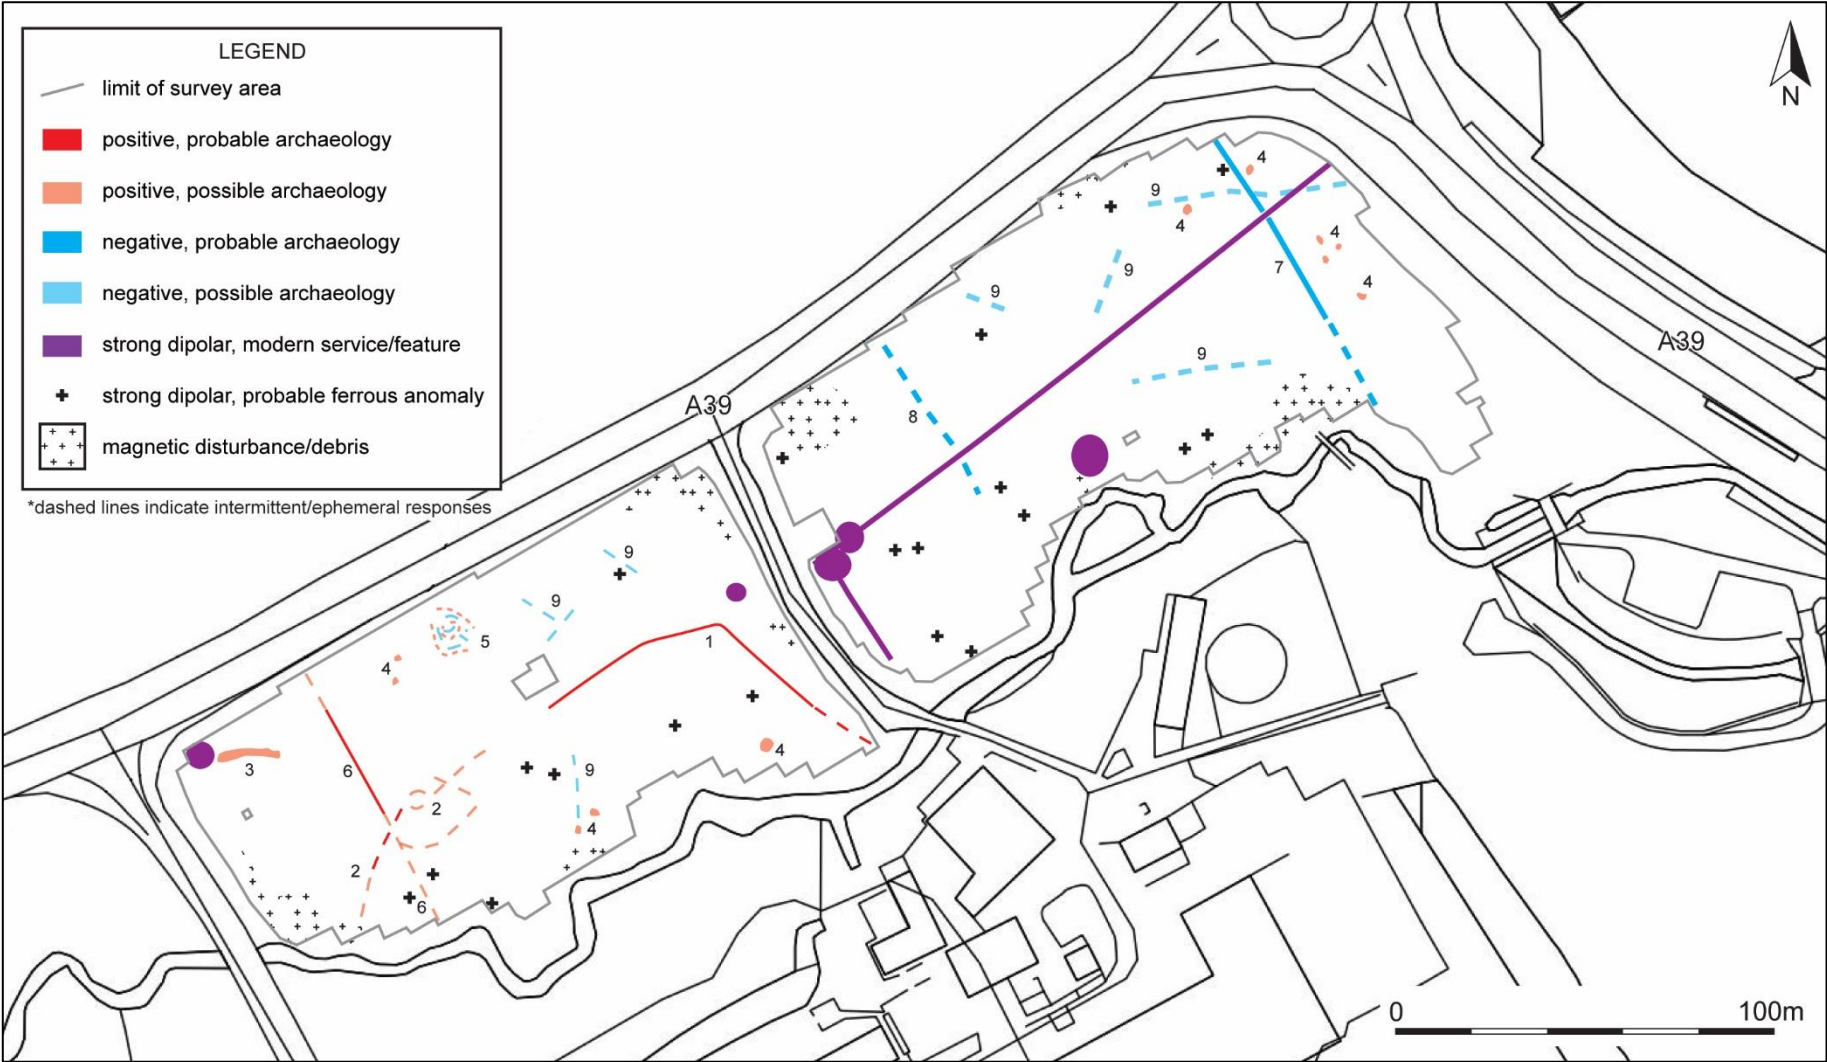 LEGEND
limit of survey area
positive, probable archaeology
positive, possible archaeology
negative, probable archaeology
negative, possible archaeology
strong dipolar, modern service/feature
strong dipolar, probable ferrous anomaly
magnetic disturbance/debris
*dashed lines indicate intermittent/ephemeral responses
N
4
9
4
4
7
4
9
9
A39
9
A39
8
9
9
5
1
4
4
3
6
9
2
4
2
6
0 100m